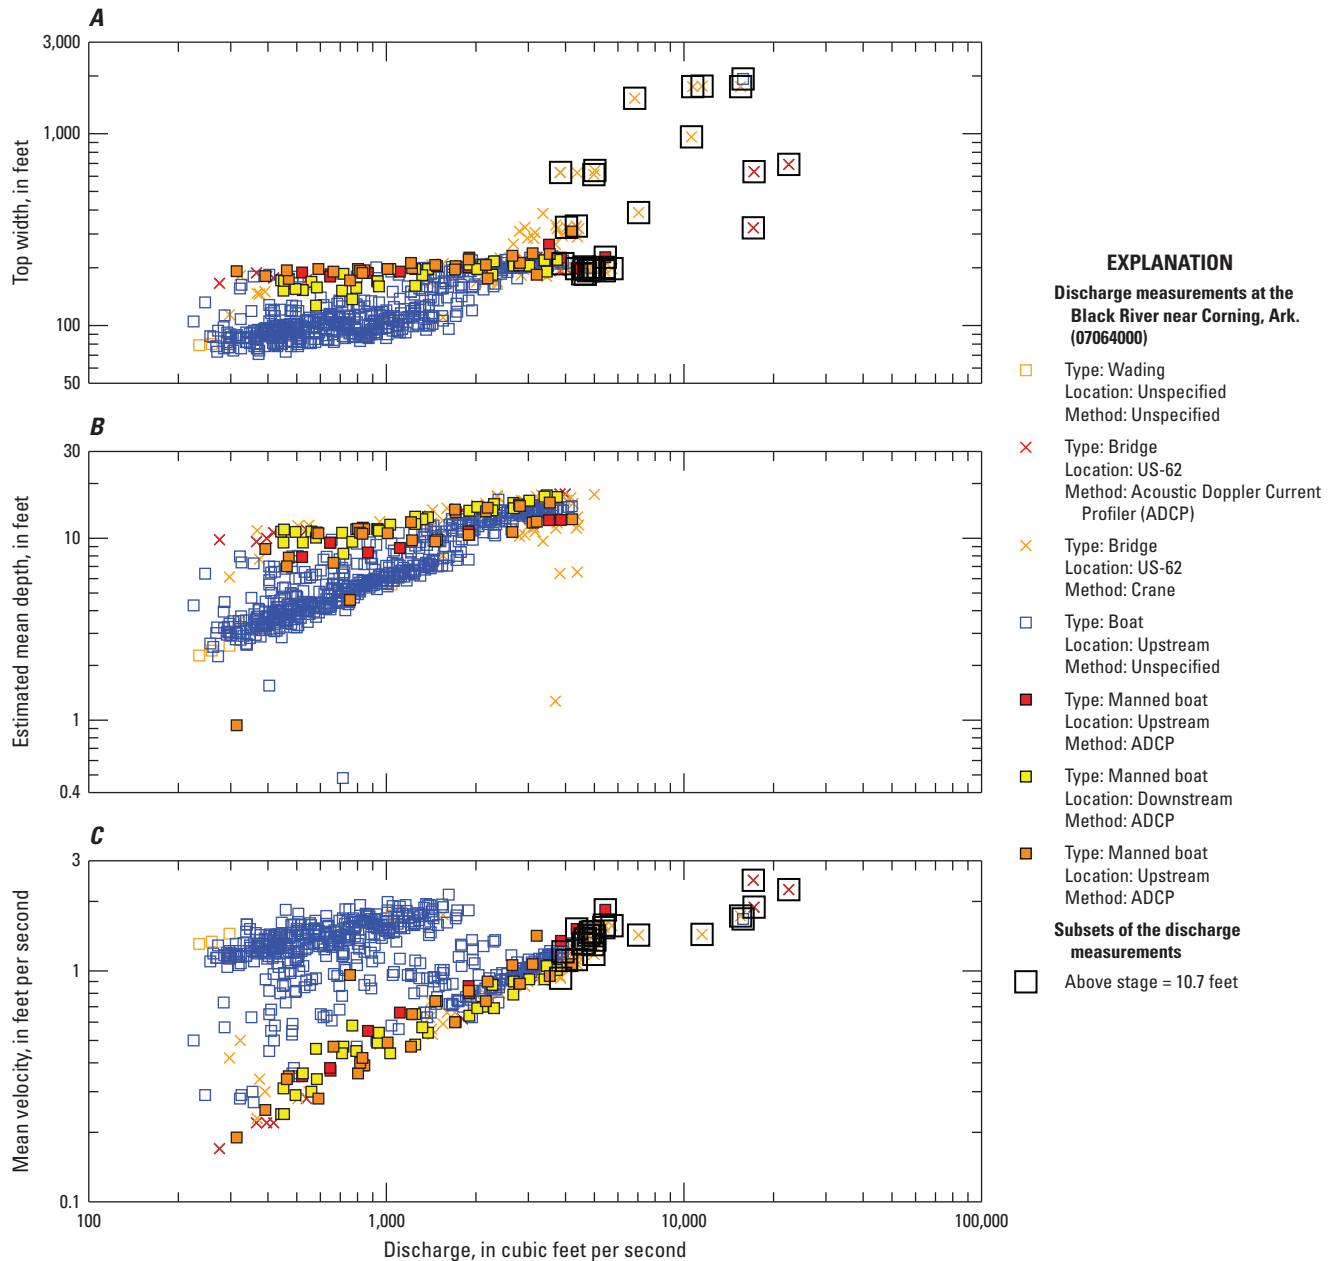 A
3,000
1,000
100
50
Top width, in feet
B
30
10
1
0.4
Estimated mean depth, in feet
C
3
1
0.1
Mean velocity, in feet per second
100
1,000
10,000
100,000
Discharge, in cubic feet per second
EXPLANATION
Discharge measurements at the
Black River near Corning, Ark.
(07064000)
Type: Wading
Location: Unspecified
Method: Unspecified
Type: Bridge
Location: US-62
Method: Acoustic Doppler Current
Profiler (ADCP)
Type: Bridge
Location: US-62
Method: Crane
Type: Boat
Location: Upstream
Method: Unspecified
Type: Manned boat
Location: Upstream
Method: ADCP
Type: Manned boat
Location: Downstream
Method: ADCP
Type: Manned boat
Location: Upstream
Method: ADCP
Subsets of the discharge
measurements
Above stage = 10.7 feet